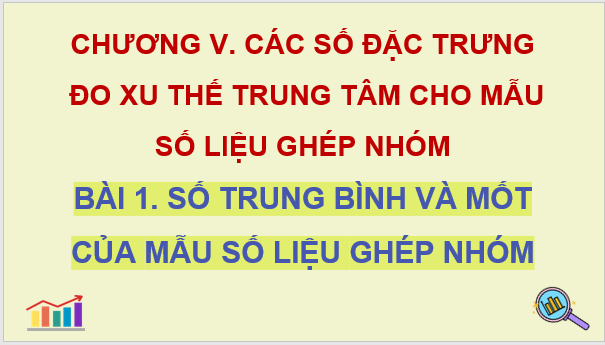 CHƯƠNG V. CÁC SỐ ĐẶC TRƯNG
ĐO XU THẾ TRUNG TÂM CHO MẪU
SỐ LIỆU GHÉP NHÓM
BÀI 1. SỐ TRUNG BÌNH VÀ MỐT
CỦA MẪU SỐ LIỆU GHÉP NHÓM